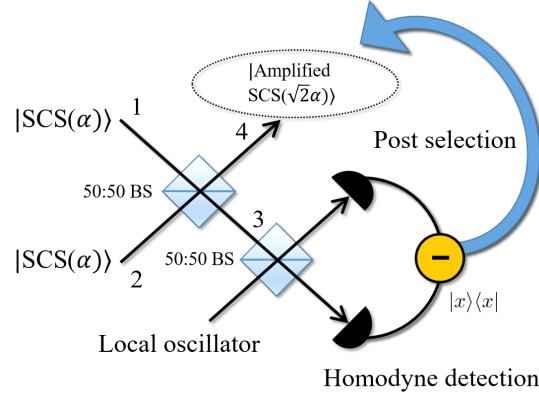 |Amplified
SCS(√2α)⟩
|SCS(α)⟩
1
4
Post selection
50:50 BS
3
|SCS(α)⟩
2
50:50 BS
−
|x⟩⟨x|
Local oscillator
Homodyne detection